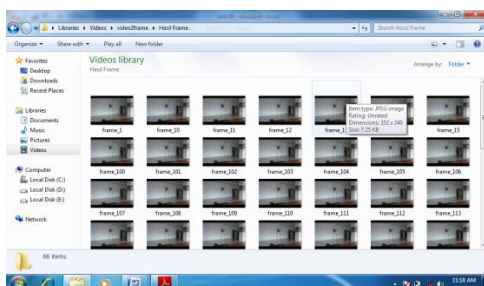 Libraries ▸ Videos ▸ video2frame ▸ Hasil Frame
Search Hasil Frame
Organize ▾ Share with ▾ Play all New folder
Favorites
Desktop
Downloads
Recent Places
Libraries
Documents
Music
Pictures
Videos
Computer
Local Disk (C:)
Local Disk (D:)
Local Disk (E:)
Network
Videos library
Hasil Frame
Arrange by: Folder ▾
Item type: JPEG image
Rating: Unrated
Dimensions: 352 x 240
Size: 7.25 KB
frame_1 frame_10 frame_11 frame_12 frame_15
frame_100 frame_101 frame_102 frame_103 frame_104 frame_105 frame_106
frame_107 frame_108 frame_109 frame_110 frame_111 frame_112 frame_113
66 items
11:18 AM